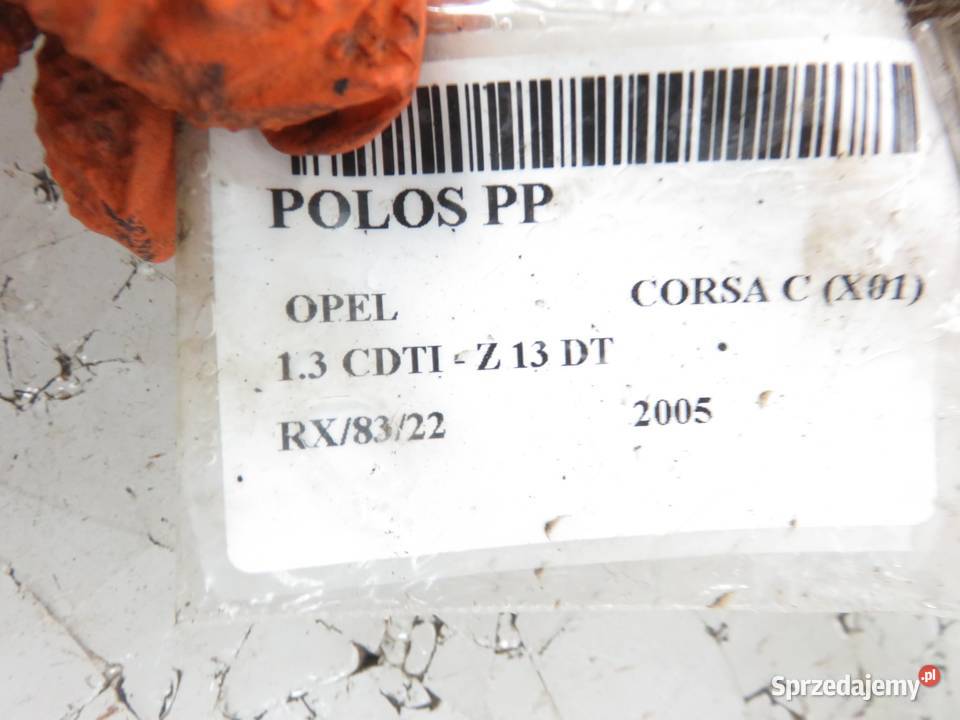 POLOS PP
OPEL CORSA C (X01)
1.3 CDTI - Z 13 DT
RX/83/22 2005
Sprzedajemy.pl